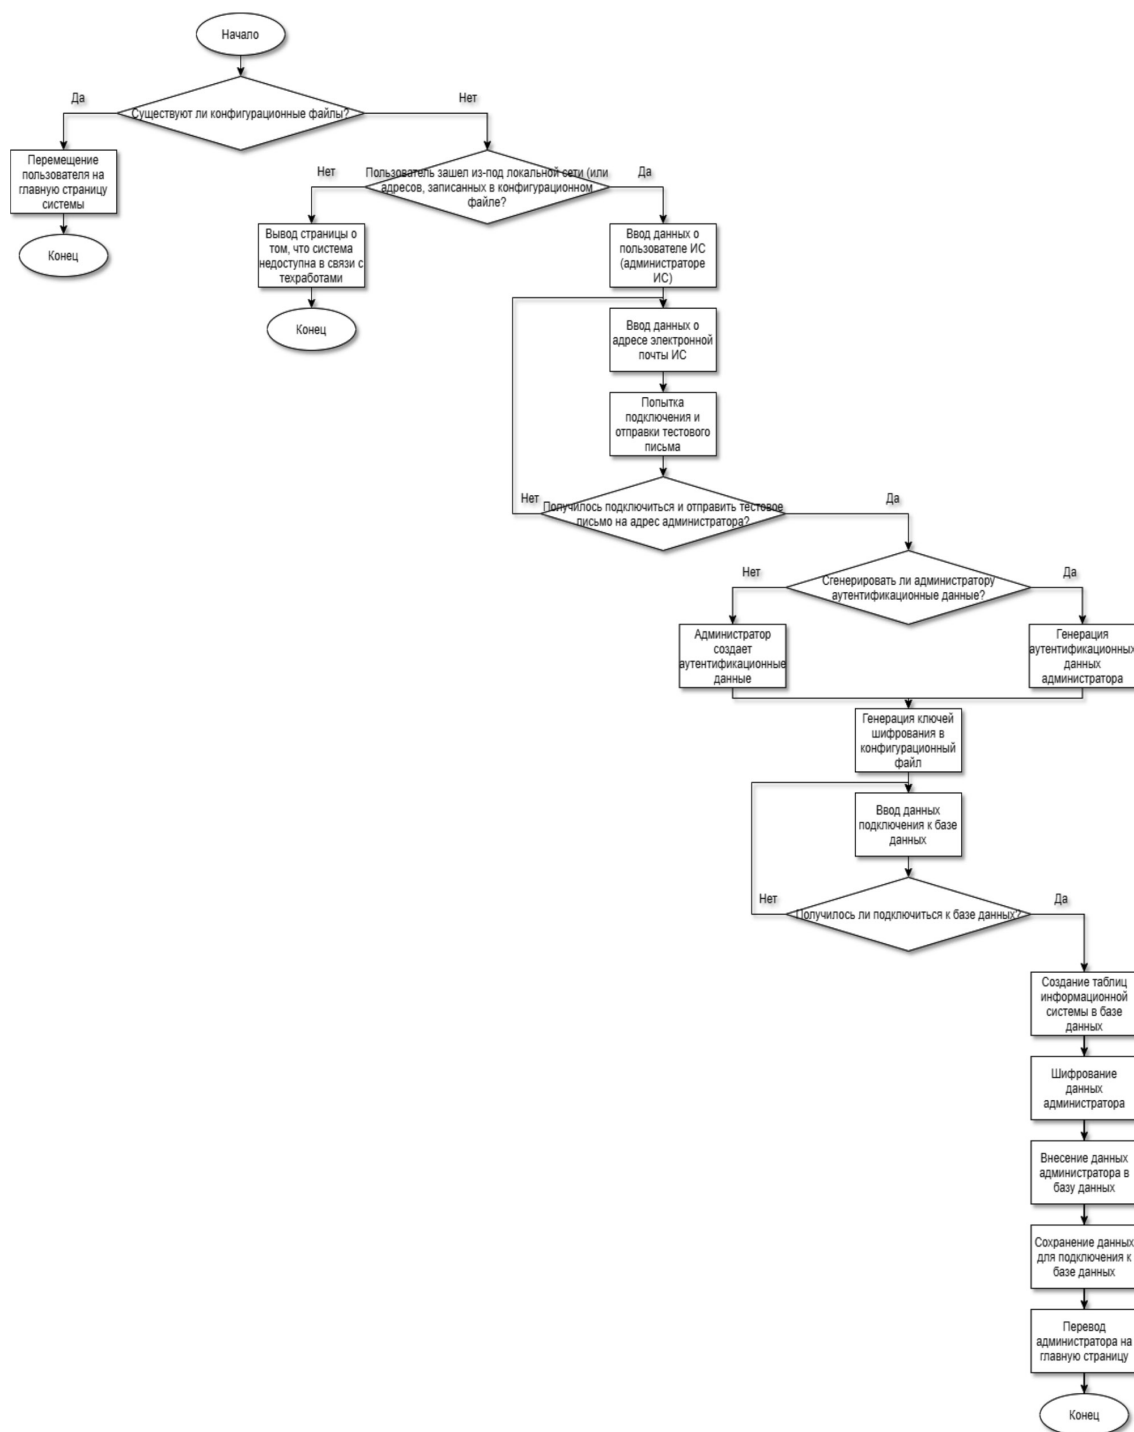 Начало
Да
Нет
Существуют ли конфигурационные файлы?
Перемещение
пользователя на
главную страницу
системы
Конец
Нет
Да
Пользователь зашел из-под локальной сети (или
адресов, записанных в конфигурационном
файле?
Вывод страницы о
том, что система
недоступна в связи с
техработами
Конец
Ввод данных о
пользователе ИС
(администраторе
ИС)
Ввод данных о
адресе электронной
почты ИС
Попытка
подключения и
отправки тестового
письма
Нет
Да
Получилось подключиться и отправить тестовое
письмо на адрес администратора?
Нет
Да
Сгенерировать ли администратору
аутентификационные данные?
Администратор
создает
аутентификационные
данные
Генерация
аутентификационных
данных
администратора
Генерация ключей
шифрования в
конфигурационный
файл
Ввод данных
подключения к базе
данных
Нет
Да
Получилось ли подключиться к базе данных?
Создание таблиц
информационной
системы в базе
данных
Шифрование
данных
администратора
Внесение данных
администратора в
базу данных
Сохранение данных
для подключения к
базе данных
Перевод
администратора на
главную страницу
Конец